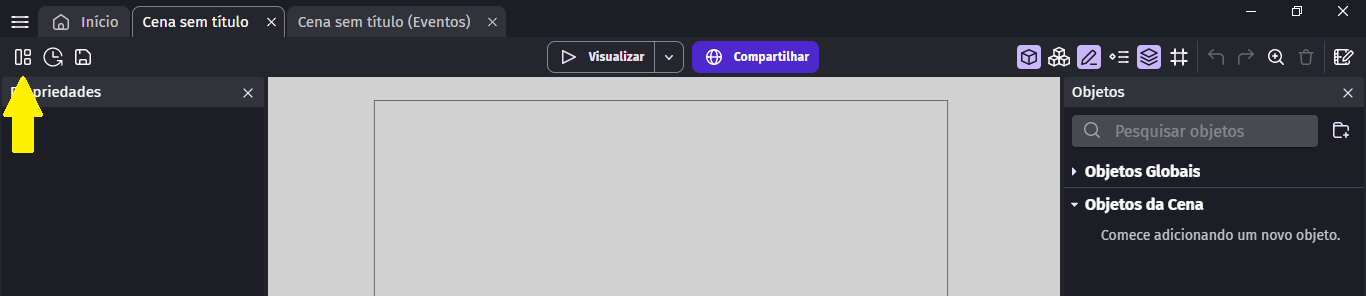 Início
Cena sem título
Cena sem título (Eventos)
Visualizar
Compartilhar
Propriedades
Objetos
Pesquisar objetos
Objetos Globais
Objetos da Cena
Comece adicionando um novo objeto.